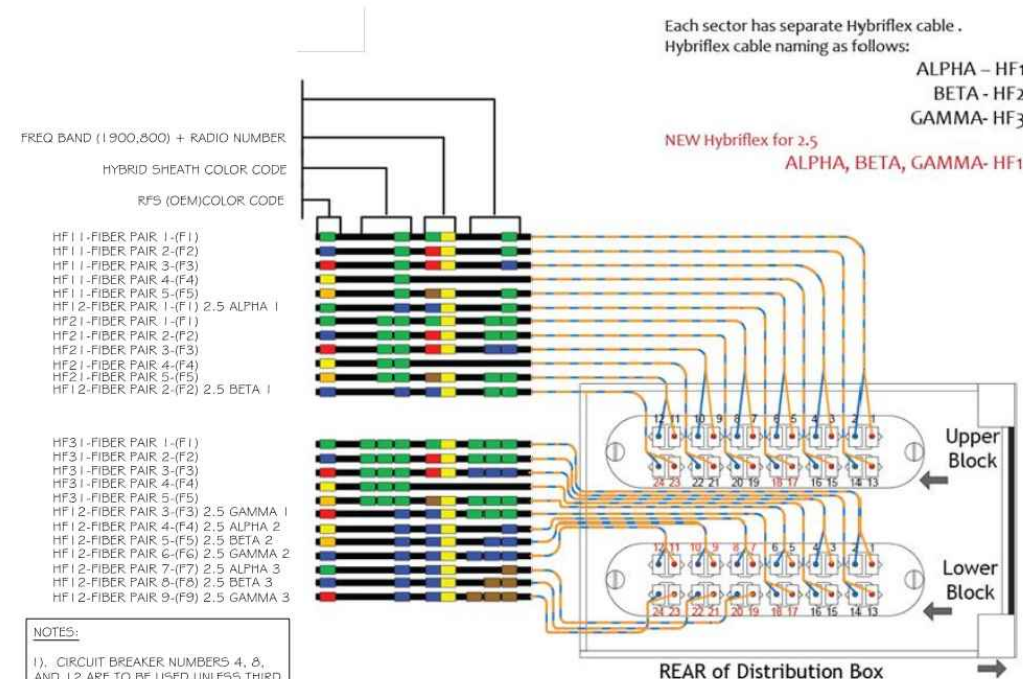 Each sector has separate Hybriflex cable .
Hybriflex cable naming as follows:
ALPHA – HF1
BETA - HF2
GAMMA- HF3
NEW Hybriflex for 2.5
ALPHA, BETA, GAMMA- HF1
FREQ BAND (1900,800) + RADIO NUMBER
HYBRID SHEATH COLOR CODE
RFS (OEM)COLOR CODE
HF11-FIBER PAIR 1-(F1)
HF11-FIBER PAIR 2-(F2)
HF11-FIBER PAIR 3-(F3)
HF11-FIBER PAIR 4-(F4)
HF11-FIBER PAIR 5-(F5)
HF12-FIBER PAIR 1-(F1) 2.5 ALPHA 1
HF21-FIBER PAIR 1-(F1)
HF21-FIBER PAIR 2-(F2)
HF21-FIBER PAIR 3-(F3)
HF21-FIBER PAIR 4-(F4)
HF21-FIBER PAIR 5-(F5)
HF12-FIBER PAIR 2-(F2) 2.5 BETA 1
12 11 10 9 8 7 6 5 4 3 2 1
24 23 22 21 20 19 18 17 16 15 14 13
Upper
Block
HF31-FIBER PAIR 1-(F1)
HF31-FIBER PAIR 2-(F2)
HF31-FIBER PAIR 3-(F3)
HF31-FIBER PAIR 4-(F4)
HF31-FIBER PAIR 5-(F5)
HF12-FIBER PAIR 3-(F3) 2.5 GAMMA 1
HF12-FIBER PAIR 4-(F4) 2.5 ALPHA 2
HF12-FIBER PAIR 5-(F5) 2.5 BETA 2
HF12-FIBER PAIR 6-(F6) 2.5 GAMMA 2
HF12-FIBER PAIR 7-(F7) 2.5 ALPHA 3
HF12-FIBER PAIR 8-(F8) 2.5 BETA 3
HF12-FIBER PAIR 9-(F9) 2.5 GAMMA 3
12 11 10 9 8 7 6 5 4 3 2 1
24 23 22 21 20 19 18 17 16 15 14 13
Lower
Block
REAR of Distribution Box
NOTES:
1). CIRCUIT BREAKER NUMBERS 4, 8,
AND 12 ARE TO BE USED UNLESS THIRD